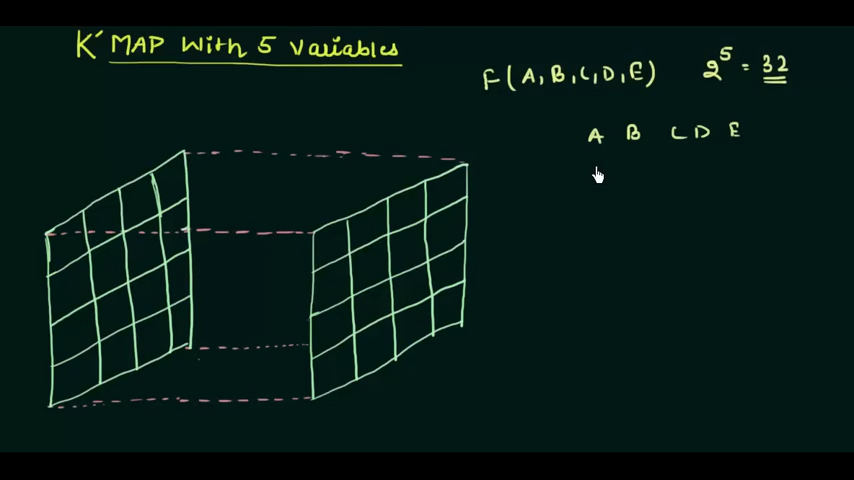 K' MAP With 5 Variables
F(A,B,C,D,E) 2^5 = 32
A B C D E